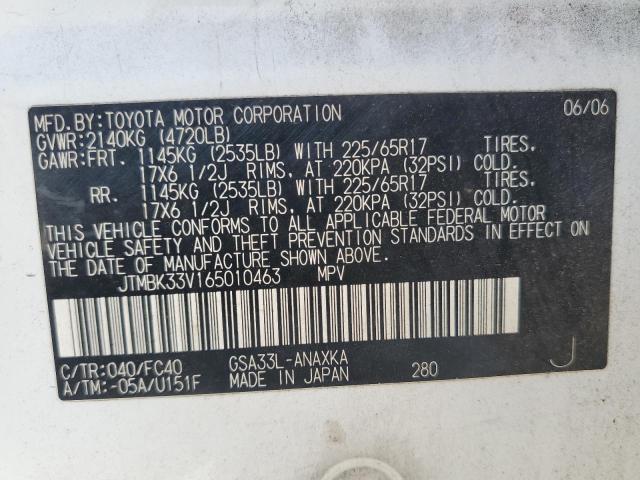 MFD.BY:TOYOTA MOTOR CORPORATION 06/06
GVWR:2140KG (4720LB)
GAWR:FRT. 1145KG (2535LB) WITH 225/65R17 TIRES.
17X6 1/2J RIMS, AT 220KPA (32PSI) COLD.
RR. 1145KG (2535LB) WITH 225/65R17 TIRES.
17X6 1/2J RIMS, AT 220KPA (32PSI) COLD.
THIS VEHICLE CONFORMS TO ALL APPLICABLE FEDERAL MOTOR
VEHICLE SAFETY AND THEFT PREVENTION STANDARDS IN EFFECT ON
THE DATE OF MANUFACTURE SHOWN ABOVE.
JTMBK33V165010463 MPV
C/TR:040/FC40 GSA33L-ANAXKA
A/TM:-05A/U151F MADE IN JAPAN 280 J